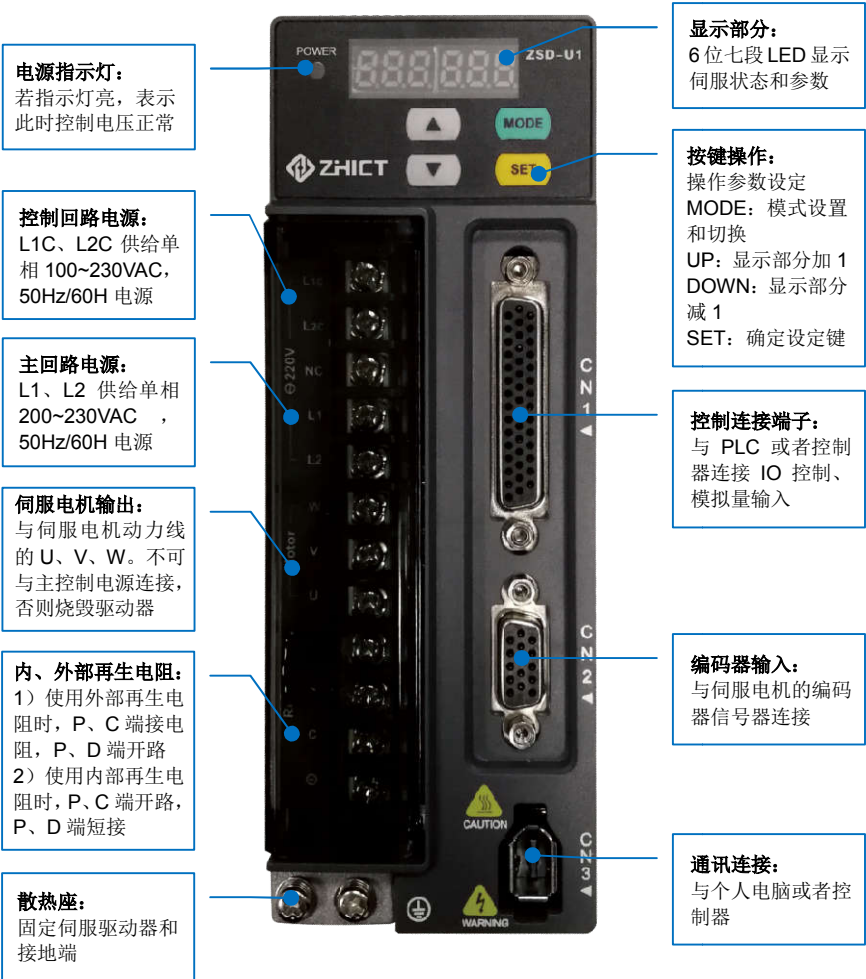 电源指示灯：
若指示灯亮，表示
此时控制电压正常
控制回路电源：
L1C、L2C 供给单
相 100~230VAC，
50Hz/60H 电源
主回路电源：
L1、L2 供给单相
200~230VAC ，
50Hz/60H 电源
伺服电机输出：
与伺服电机动力线
的 U、V、W。不可
与主控制电源连接，
否则烧毁驱动器
内、外部再生电阻：
1）使用外部再生电
阻时，P、C 端接电
阻，P、D 端开路
2）使用内部再生电
阻时，P、C 端开路，
P、D 端短接
散热座：
固定伺服驱动器和
接地端
POWER
ZSD-U1
MODE
SET
ZHICT
L1C
L2C
NC
220V
L1
L2
W
V
U
C
CN1
CN2
CN3
CAUTION
WARNING
显示部分：
6 位七段 LED 显示
伺服状态和参数
按键操作：
操作参数设定
MODE：模式设置
和切换
UP：显示部分加 1
DOWN：显示部分
减 1
SET：确定设定键
控制连接端子：
与 PLC 或者控制
器连接 IO 控制、
模拟量输入
编码器输入：
与伺服电机的编码
器信号器连接
通讯连接：
与个人电脑或者控
制器